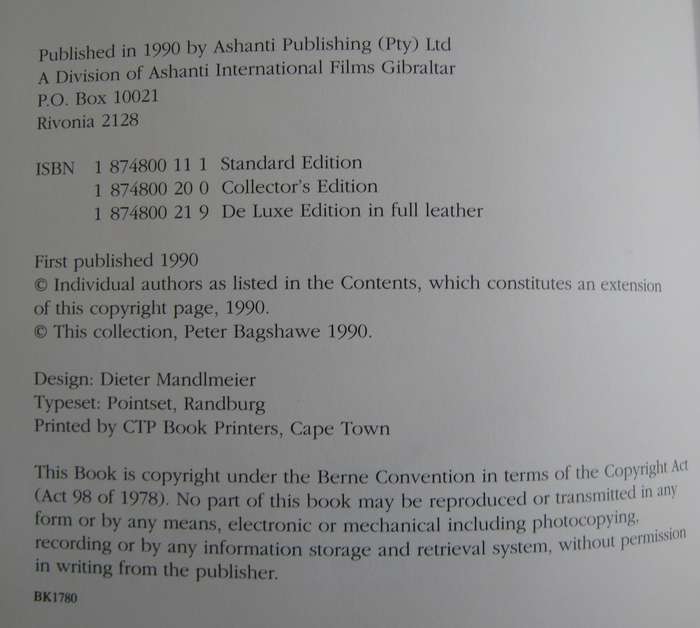 Published in 1990 by Ashanti Publishing (Pty) Ltd
A Division of Ashanti International Films Gibraltar
P.O. Box 10021
Rivonia 2128
ISBN 1 874800 11 1 Standard Edition
1 874800 20 0 Collector's Edition
1 874800 21 9 De Luxe Edition in full leather
First published 1990
© Individual authors as listed in the Contents, which constitutes an extension
of this copyright page, 1990.
© This collection, Peter Bagshawe 1990.
Design: Dieter Mandlmeier
Typeset: Pointset, Randburg
Printed by CTP Book Printers, Cape Town
This Book is copyright under the Berne Convention in terms of the Copyright Act
(Act 98 of 1978). No part of this book may be reproduced or transmitted in any
form or by any means, electronic or mechanical including photocopying,
recording or by any information storage and retrieval system, without permission
in writing from the publisher.
BK1780